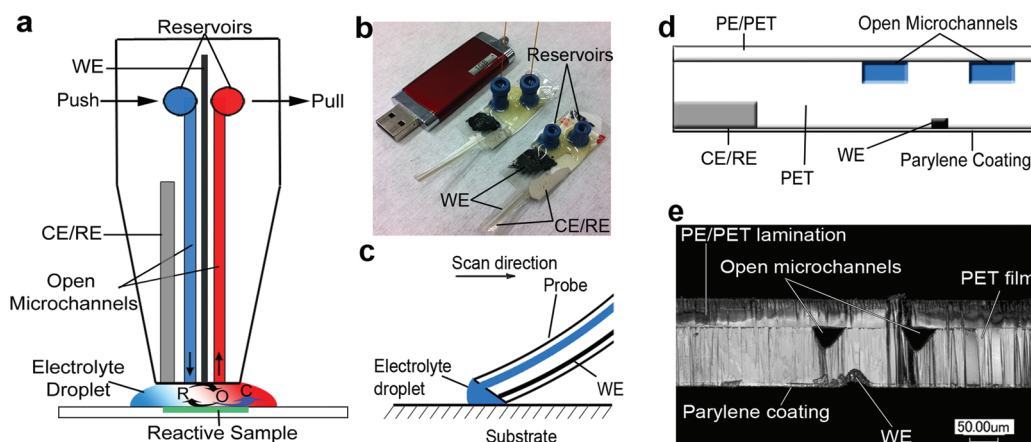 a
Reservoirs
WE
Push
Pull
CE/RE
Open
Microchannels
Electrolyte
Droplet
R
O
C
Reactive Sample
b
Reservoirs
WE
CE/RE
c
Scan direction
Probe
Electrolyte
droplet
WE
Substrate
d
PE/PET
Open Microchannels
CE/RE
PET
WE
Parylene Coating
e
PE/PET lamination
Open microchannels
PET film
Parylene coating
WE
50.00um